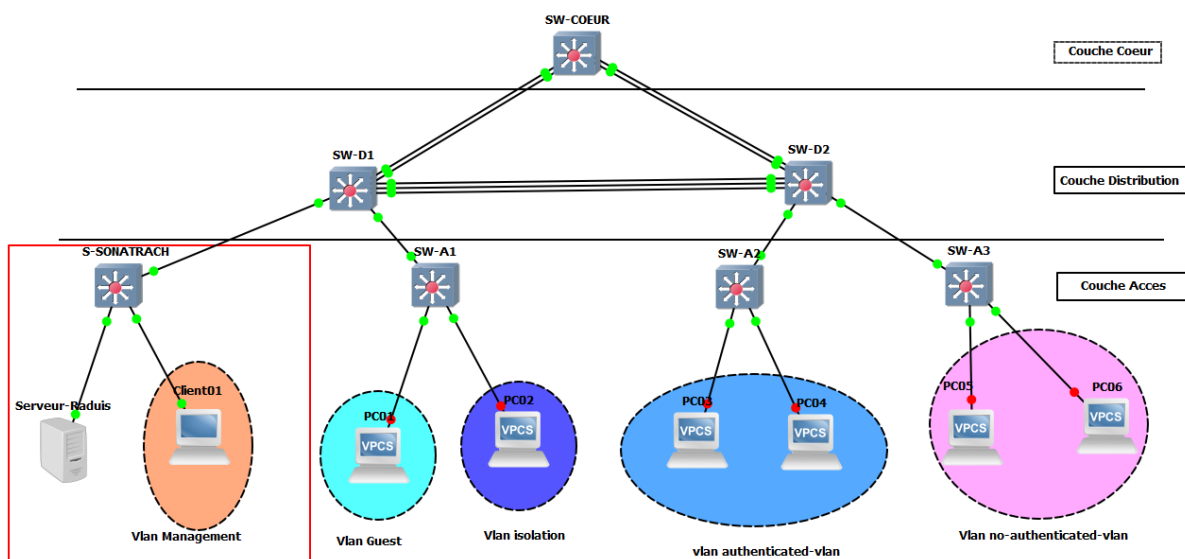 SW-COEUR
Couche Coeur
SW-D1
SW-D2
Couche Distribution
S-SONATRACH
SW-A1
SW-A2
SW-A3
Couche Acces
Serveur-Raduis
Client01
PC01
PC02
PC03
PC04
PC05
PC06
VPCS
VPCS
VPCS
VPCS
VPCS
VPCS
Vlan Management
Vlan Guest
Vlan isolation
vlan authenticated-vlan
Vlan no-authenticated-vlan